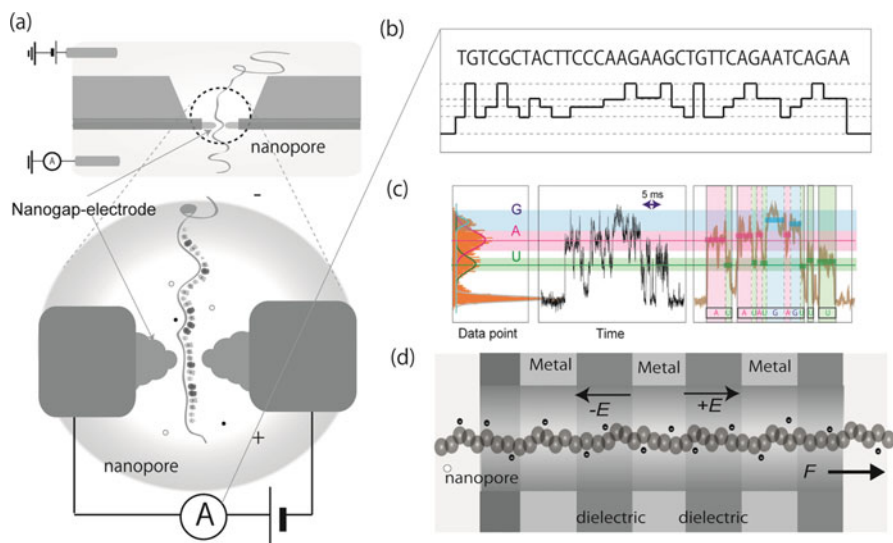 (a)
A
nanopore
Nanogap-electrode
-
+
nanopore
A
(b)
TGTCGCTACTTCCCAAGAAGCTGTTCAGAATCAGAA
(c)
G
A
U
5 ms
Data point
Time
A U A U A U G A G U U U
(d)
Metal
Metal
Metal
-E
+E
nanopore
F
dielectric
dielectric